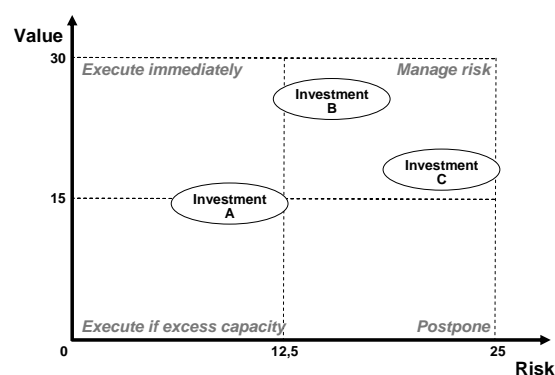 Value
30
Execute immediately
Manage risk
Investment
B
Investment
C
15
Investment
A
Execute if excess capacity
Postpone
0
12,5
25
Risk